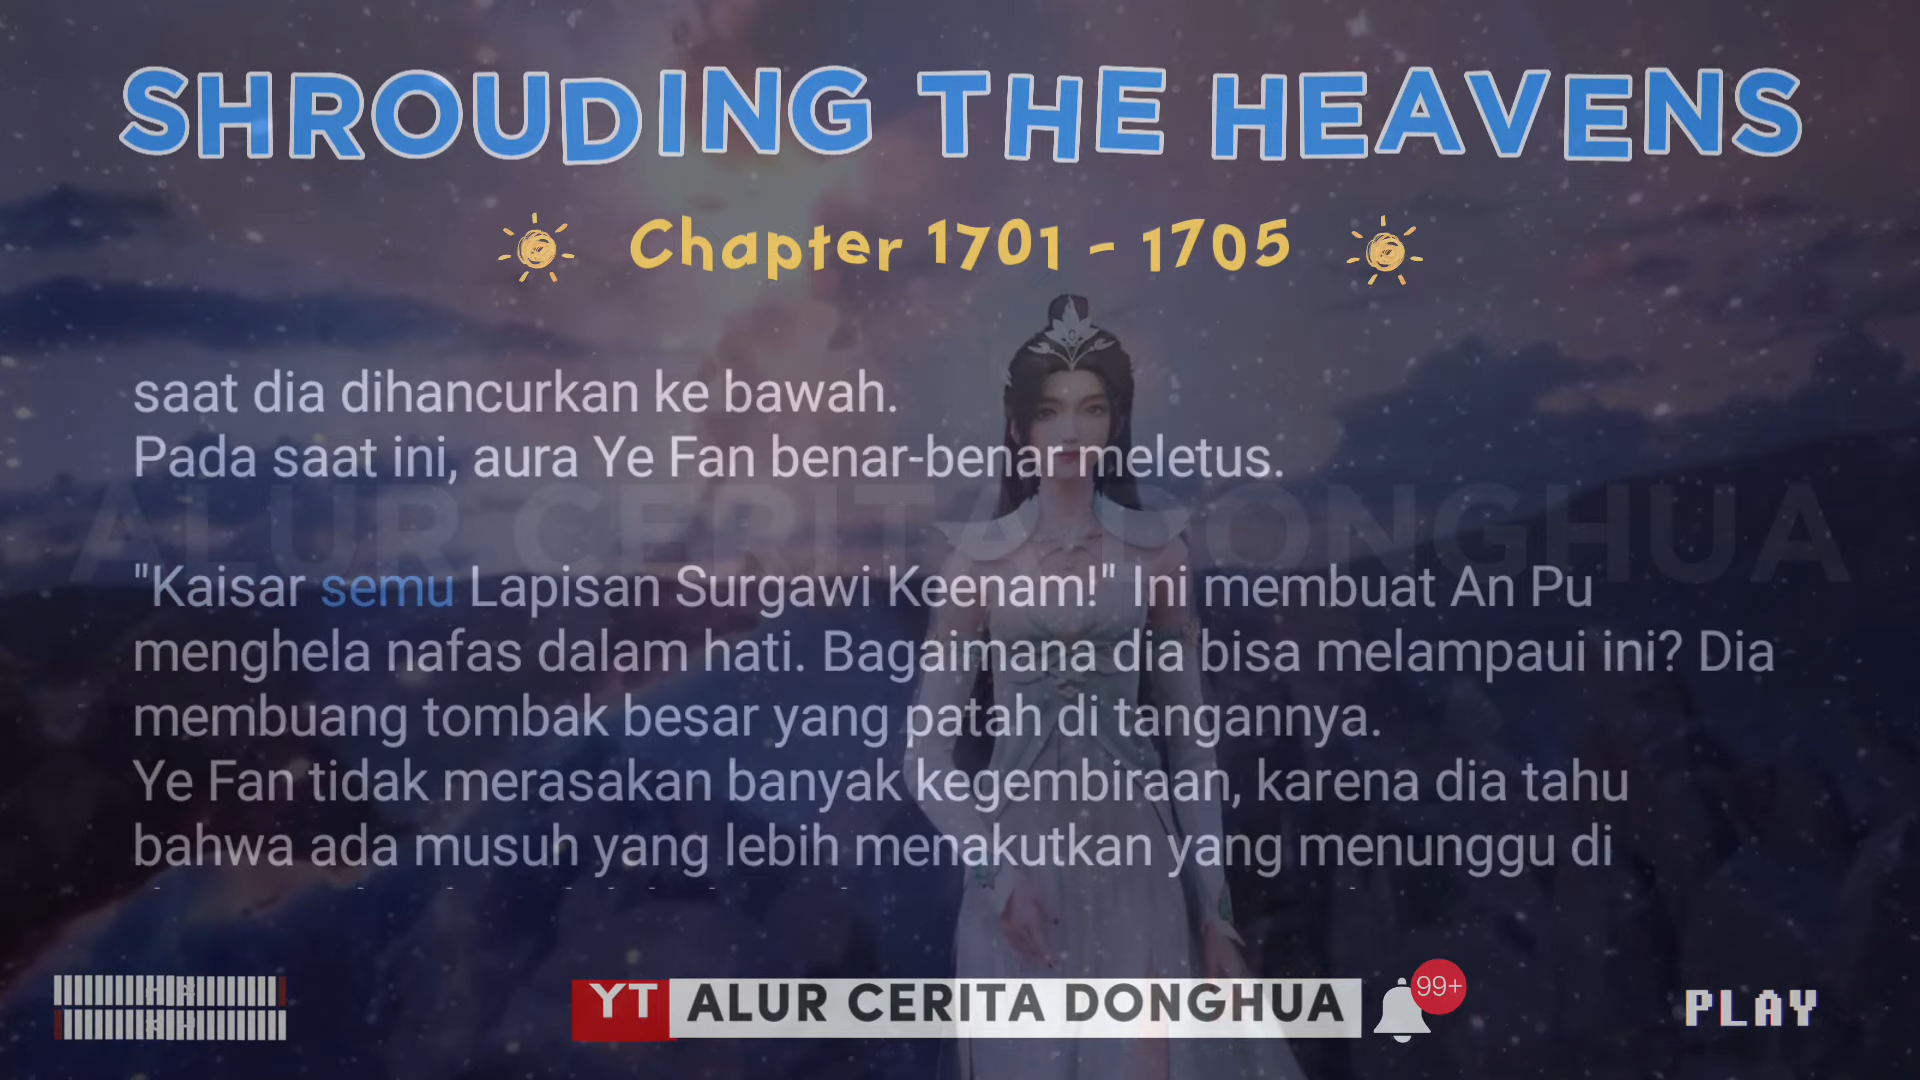 SHROUDING THE HEAVENS
Chapter 1701 - 1705
saat dia dihancurkan ke bawah.
Pada saat ini, aura Ye Fan benar-benar meletus.
ALUR CERITA DONGHUA
"Kaisar semu Lapisan Surgawi Keenam!" Ini membuat An Pu
menghela nafas dalam hati. Bagaimana dia bisa melampaui ini? Dia
membuang tombak besar yang patah di tangannya.
Ye Fan tidak merasakan banyak kegembiraan, karena dia tahu
bahwa ada musuh yang lebih menakutkan yang menunggu di
YT ALUR CERITA DONGHUA 99+
PLAY